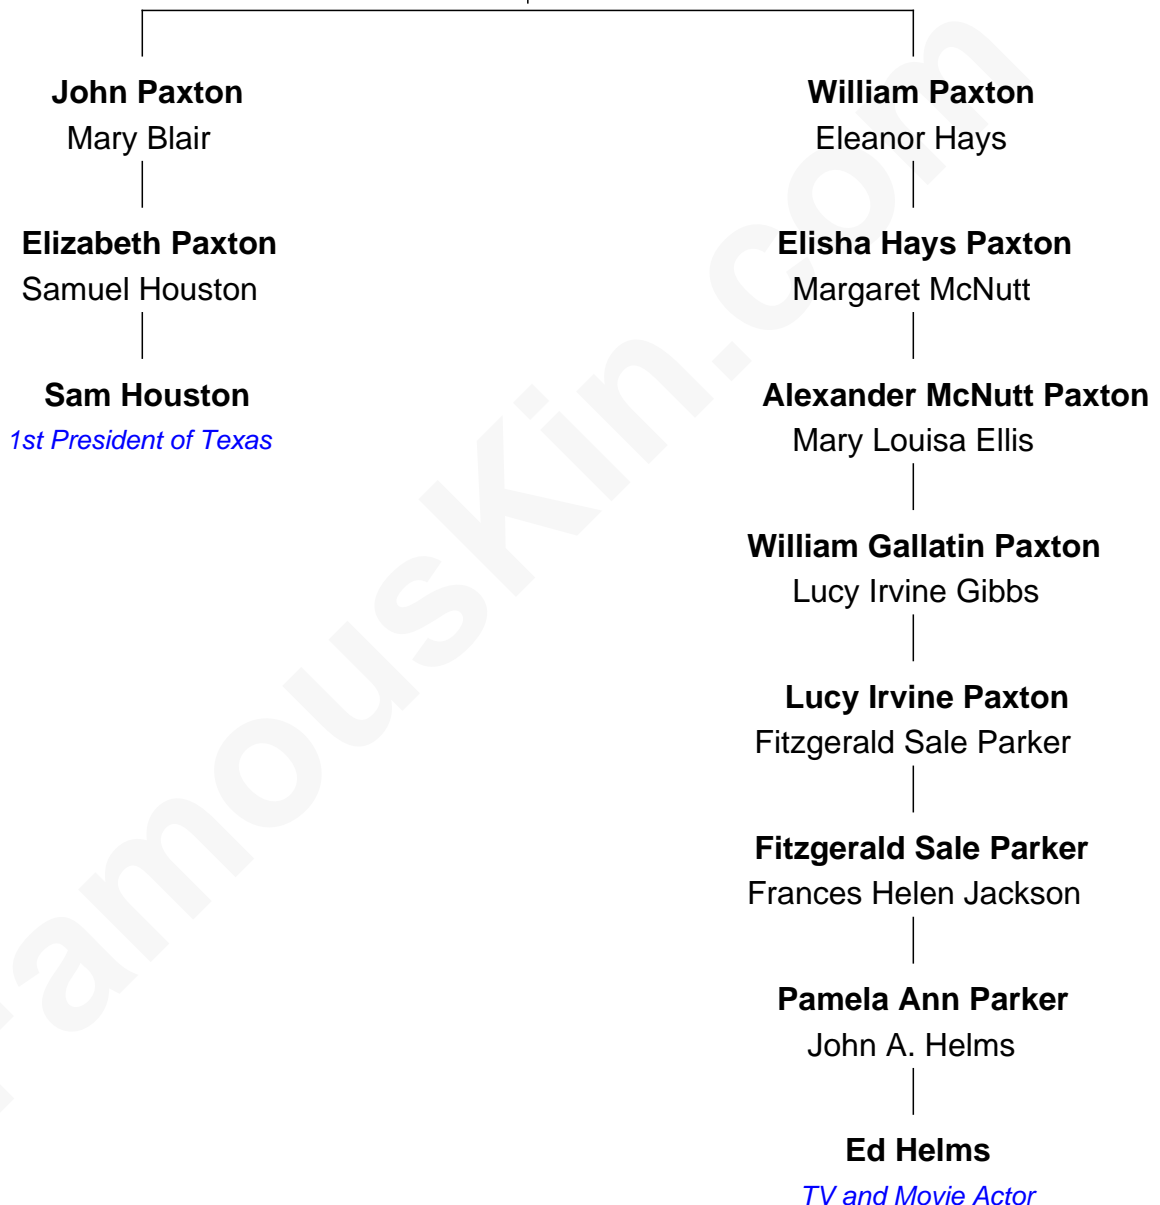 John Paxton
Mary Blair
William Paxton
Eleanor Hays
Elizabeth Paxton
Samuel Houston
Elisha Hays Paxton
Margaret McNutt
Sam Houston
1st President of Texas
Alexander McNutt Paxton
Mary Louisa Ellis
William Gallatin Paxton
Lucy Irvine Gibbs
Lucy Irvine Paxton
Fitzgerald Sale Parker
Fitzgerald Sale Parker
Frances Helen Jackson
Pamela Ann Parker
John A. Helms
Ed Helms
TV and Movie Actor
FamousKin.com